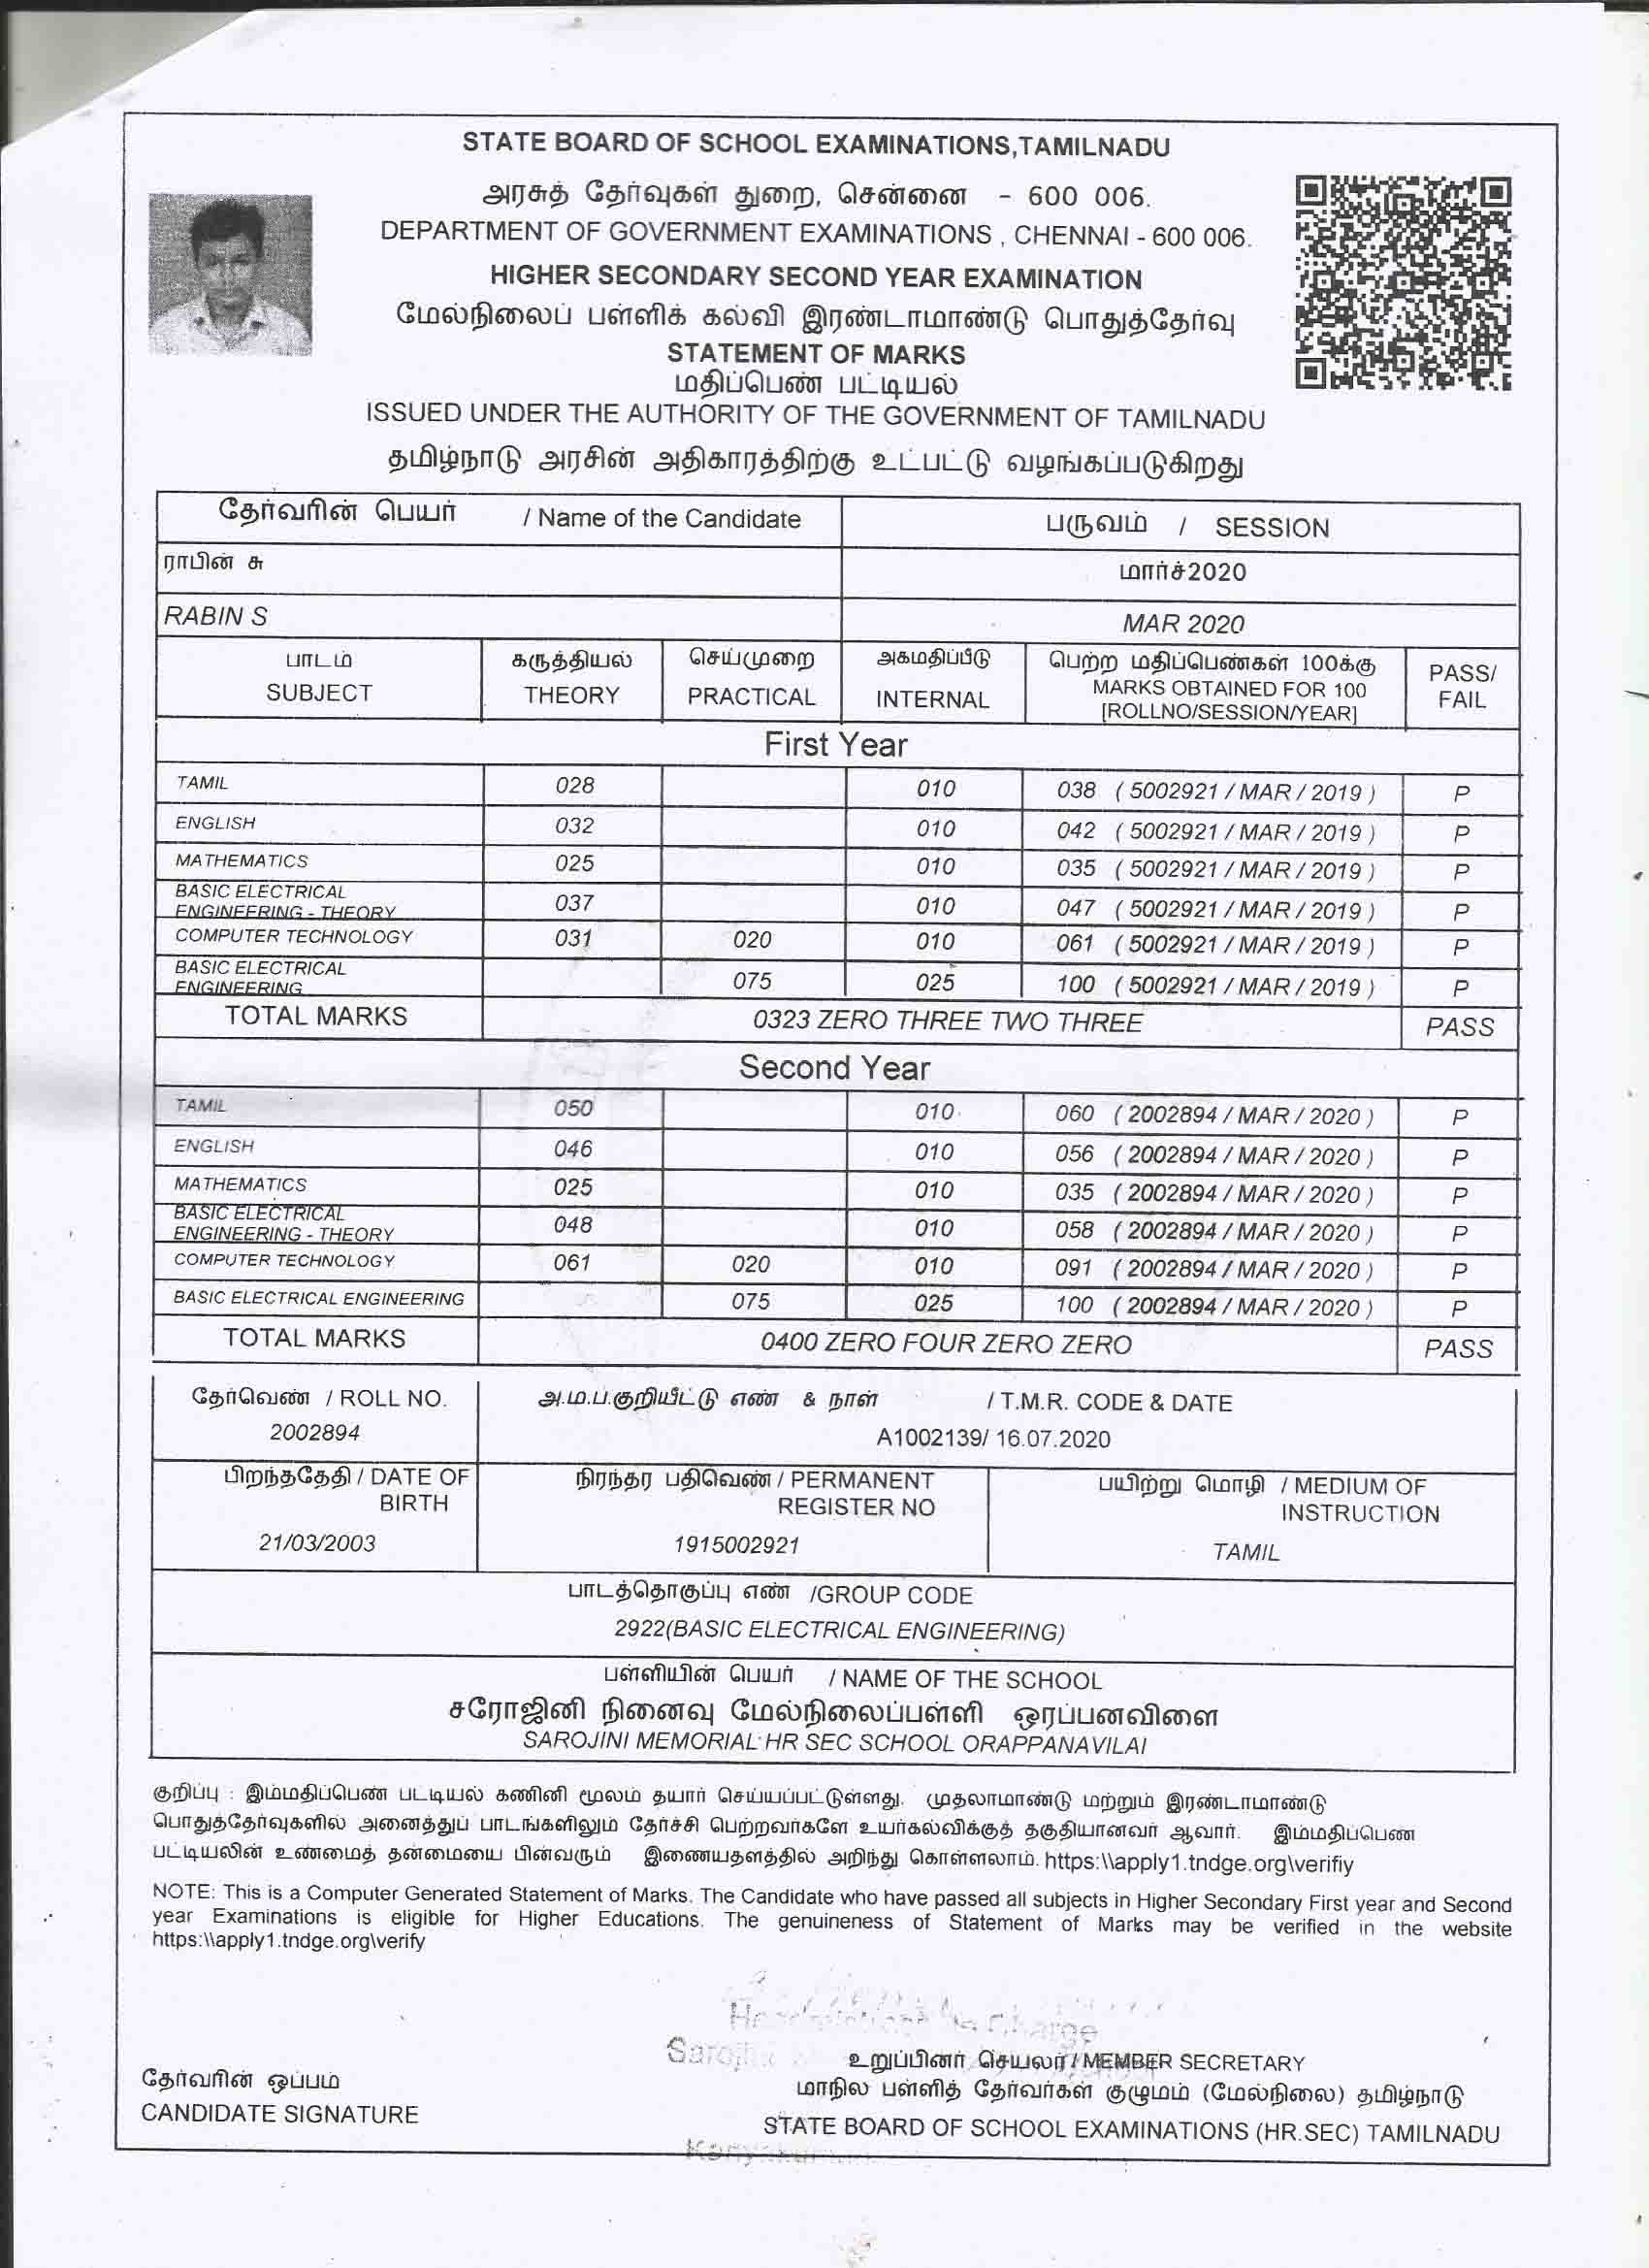 STATE BOARD OF SCHOOL EXAMINATIONS,TAMILNADU
அரசுத் தேர்வுகள் துறை, சென்னை - 600 006.
DEPARTMENT OF GOVERNMENT EXAMINATIONS , CHENNAI - 600 006.
HIGHER SECONDARY SECOND YEAR EXAMINATION
மேல்நிலைப் பள்ளிக் கல்வி இரண்டாமாண்டு பொதுத்தேர்வு
STATEMENT OF MARKS
மதிப்பெண் பட்டியல்
ISSUED UNDER THE AUTHORITY OF THE GOVERNMENT OF TAMILNADU
தமிழ்நாடு அரசின் அதிகாரத்திற்கு உட்பட்டு வழங்கப்படுகிறது
தேர்வரின் பெயர் / Name of the Candidate பருவம் / SESSION
ராபின் சு மார்ச்2020
RABIN S MAR 2020
பாடம் கருத்தியல் செய்முறை அகமதிப்பீடு பெற்ற மதிப்பெண்கள் 100க்கு PASS/
SUBJECT THEORY PRACTICAL INTERNAL MARKS OBTAINED FOR 100 FAIL
[ROLLNO/SESSION/YEAR]
First Year
TAMIL 028 010 038 ( 5002921 / MAR / 2019 ) P
ENGLISH 032 010 042 ( 5002921 / MAR / 2019 ) P
MATHEMATICS 025 010 035 ( 5002921 / MAR / 2019 ) P
BASIC ELECTRICAL
ENGINEERING - THEORY 037 010 047 ( 5002921 / MAR / 2019 ) P
COMPUTER TECHNOLOGY 031 020 010 061 ( 5002921 / MAR / 2019 ) P
BASIC ELECTRICAL
ENGINEERING 075 025 100 ( 5002921 / MAR / 2019 ) P
TOTAL MARKS 0323 ZERO THREE TWO THREE PASS
Second Year
TAMIL 050 010 060 ( 2002894 / MAR / 2020 ) P
ENGLISH 046 010 056 ( 2002894 / MAR / 2020 ) P
MATHEMATICS 025 010 035 ( 2002894 / MAR / 2020 ) P
BASIC ELECTRICAL
ENGINEERING - THEORY 048 010 058 ( 2002894 / MAR / 2020 ) P
COMPUTER TECHNOLOGY 061 020 010 091 ( 2002894 / MAR / 2020 ) P
BASIC ELECTRICAL ENGINEERING 075 025 100 ( 2002894 / MAR / 2020 ) P
TOTAL MARKS 0400 ZERO FOUR ZERO ZERO PASS
தேர்வெண் / ROLL NO. அ.ம.ப.குறியீட்டு எண் & நாள் / T.M.R. CODE & DATE
2002894 A1002139/ 16.07.2020
பிறந்ததேதி / DATE OF நிரந்தர பதிவெண் / PERMANENT பயிற்று மொழி / MEDIUM OF
BIRTH REGISTER NO INSTRUCTION
21/03/2003 1915002921 TAMIL
பாடத்தொகுப்பு எண் /GROUP CODE
2922(BASIC ELECTRICAL ENGINEERING)
பள்ளியின் பெயர் / NAME OF THE SCHOOL
சரோஜினி நினைவு மேல்நிலைப்பள்ளி ஒரப்பனவிளை
SAROJINI MEMORIAL HR SEC SCHOOL ORAPPANAVILAI
குறிப்பு : இம்மதிப்பெண் பட்டியல் கணினி மூலம் தயார் செய்யப்பட்டுள்ளது. முதலாமாண்டு மற்றும் இரண்டாமாண்டு
பொதுத்தேர்வுகளில் அனைத்துப் பாடங்களிலும் தேர்ச்சி பெற்றவர்களே உயர்கல்விக்குத் தகுதியானவர் ஆவார். இம்மதிப்பெண்
பட்டியலின் உண்மைத் தன்மையை பின்வரும் இணையதளத்தில் அறிந்து கொள்ளலாம். https:\\apply1.tndge.org\verifiy
NOTE: This is a Computer Generated Statement of Marks. The Candidate who have passed all subjects in Higher Secondary First year and Second
year Examinations is eligible for Higher Educations. The genuineness of Statement of Marks may be verified in the website
https:\\apply1.tndge.org\verify
உறுப்பினர் செயலர் / MEMBER SECRETARY
தேர்வரின் ஒப்பம் மாநில பள்ளித் தேர்வர்கள் குழுமம் (மேல்நிலை) தமிழ்நாடு
CANDIDATE SIGNATURE STATE BOARD OF SCHOOL EXAMINATIONS (HR.SEC) TAMILNADU